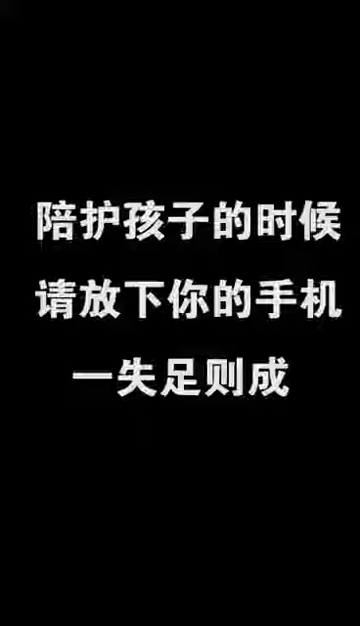 陪护孩子的时候
请放下你的手机
一失足则成